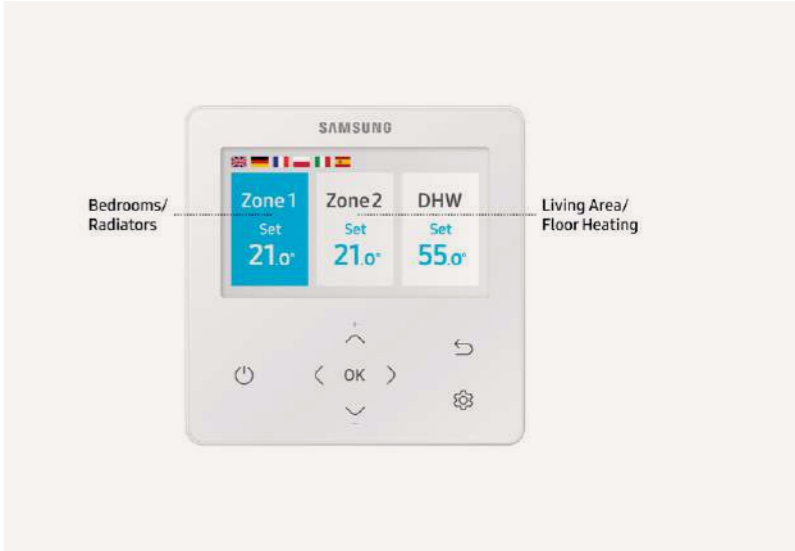 SAMSUNG
Zone 1
Zone 2
DHW
Set
Set
Set
21.0°
21.0°
55.0°
Bedrooms/
Radiators
Living Area/
Floor Heating
+
OK
−